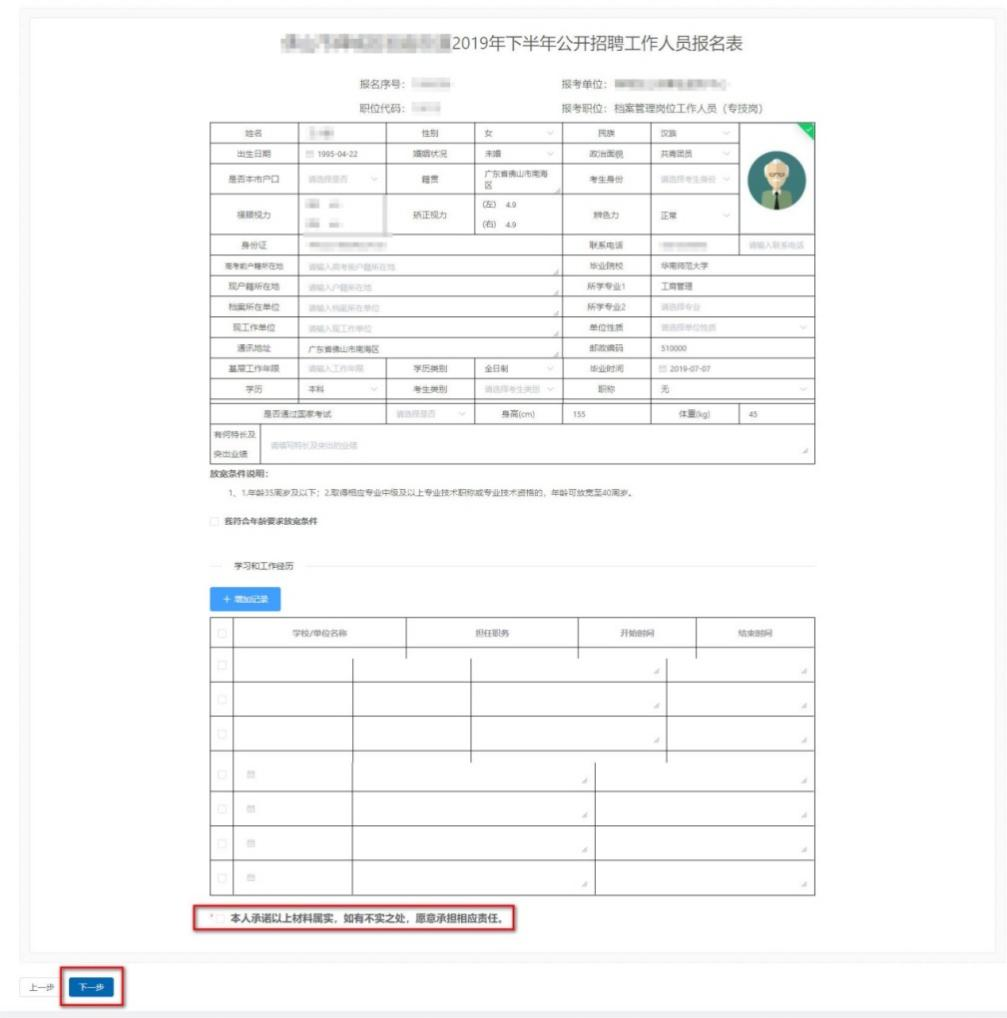 2019年下半年公开招聘工作人员报名表
报名序号： 报考单位：
职位代码： 报考职位：档案管理岗位工作人员（专技岗）
姓名 性别 女 民族 汉族
出生日期 1995-04-22 婚姻状况 未婚 政治面貌 共青团员
是否本市户口 请选择是否 籍贯 广东省佛山市南海区 考生身份 请选择考生身份
裸眼视力 矫正视力 (左) 4.9 辨色力 正常
(右) 4.9
身份证 联系电话 请输入联系电话
高考前户籍所在地 请输入高考前户籍所在地 毕业院校 华南师范大学
现户籍所在地 请输入户籍所在地 所学专业1 工商管理
档案所在单位 请输入档案所在单位 所学专业2 请选择专业
现工作单位 请输入现工作单位 单位性质 请选择单位性质
通讯地址 广东省佛山市南海区 邮政编码 510000
基层工作年限 请输入工作年限 学历类别 全日制 毕业时间 2019-07-07
学历 本科 考生类别 请选择考生类别 职称 无
是否通过国家考试 请选择是否 身高(cm) 155 体重(kg) 45
有何特长及突出业绩 请填写特长及突出的业绩
放宽条件说明：
1、1.年龄35周岁及以下；2.取得相应专业中级及以上专业技术职称或专业技术资格的，年龄可放宽至40周岁。
我符合年龄要求放宽条件
学习和工作经历
+ 增加记录
学校/单位名称 担任职务 开始时间 结束时间
* 本人承诺以上材料属实，如有不实之处，愿意承担相应责任。
上一步 下一步